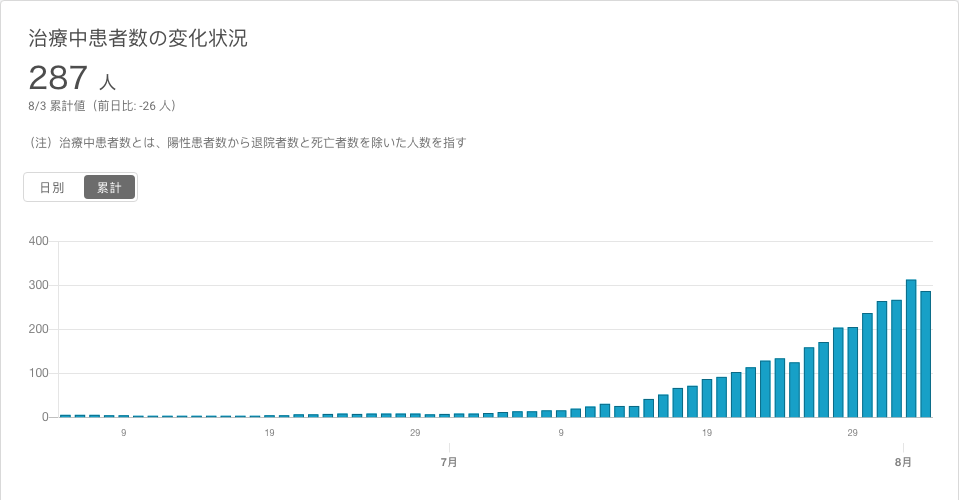 治療中患者数の変化状況
287 人
8/3 累計値（前日比: -26 人）
（注）治療中患者数とは、陽性患者数から退院者数と死亡者数を除いた人数を指す
日別 累計
400
300
200
100
0
9 19 29 9 19 29
7月 8月